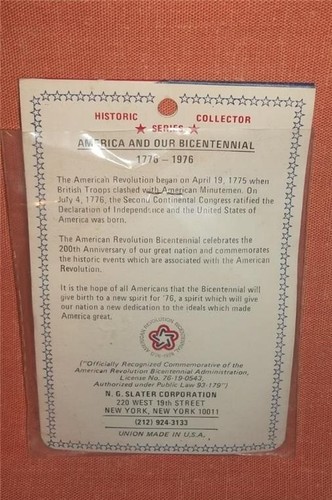 HISTORIC COLLECTOR
★ SERIES ★
AMERICA AND OUR BICENTENNIAL
1776 - 1976
The American Revolution began on April 19, 1775 when
British Troops clashed with American Minutemen. On
July 4, 1776, the Second Continental Congress ratified the
Declaration of Independence and the United States of
America was born.
The American Revolution Bicentennial celebrates the
200th Anniversary of our great nation and commemorates
the historic events which are associated with the American
Revolution.
It is the hope of all Americans that the Bicentennial will
give birth to a new spirit for '76, a spirit which will give
our nation a new dedication to the ideals which made
America great.
AMERICAN REVOLUTION BICENTENNIAL
1776-1976
("Officially Recognized Commemorative of the
American Revolution Bicentennial Administration,
License No. 76-19-0543,
Authorized under Public Law 93-179")
N. G. SLATER CORPORATION
220 WEST 19th STREET
NEW YORK, NEW YORK 10011
(212) 924-3133
UNION MADE IN U.S.A.